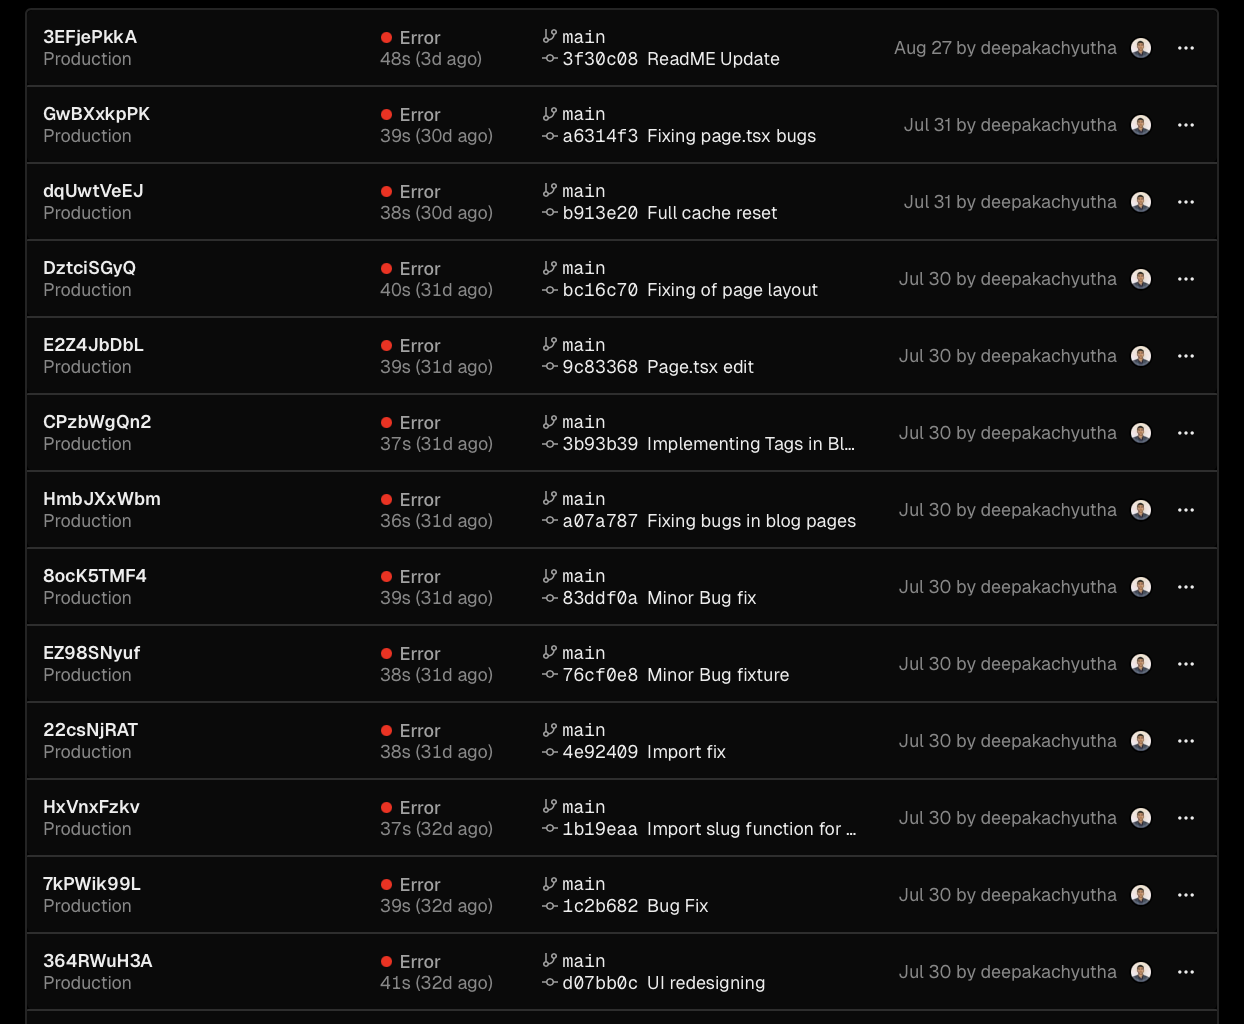 3EFjePkkA Error main Aug 27 by deepakachyutha
Production 48s (3d ago) 3f30c08 ReadME Update
GwBXxkpPK Error main Jul 31 by deepakachyutha
Production 39s (30d ago) a6314f3 Fixing page.tsx bugs
dqUwtVeEJ Error main Jul 31 by deepakachyutha
Production 38s (30d ago) b913e20 Full cache reset
DztciSGyQ Error main Jul 30 by deepakachyutha
Production 40s (31d ago) bc16c70 Fixing of page layout
E2Z4JbDbL Error main Jul 30 by deepakachyutha
Production 39s (31d ago) 9c83368 Page.tsx edit
CPzbWgQn2 Error main Jul 30 by deepakachyutha
Production 37s (31d ago) 3b93b39 Implementing Tags in Bl...
HmbJXxWbm Error main Jul 30 by deepakachyutha
Production 36s (31d ago) a07a787 Fixing bugs in blog pages
8ocK5TMF4 Error main Jul 30 by deepakachyutha
Production 39s (31d ago) 83ddf0a Minor Bug fix
EZ98SNyuf Error main Jul 30 by deepakachyutha
Production 38s (31d ago) 76cf0e8 Minor Bug fixture
22csNjRAT Error main Jul 30 by deepakachyutha
Production 38s (31d ago) 4e92409 Import fix
HxVnxFzkv Error main Jul 30 by deepakachyutha
Production 37s (32d ago) 1b19eaa Import slug function for ...
7kPWik99L Error main Jul 30 by deepakachyutha
Production 39s (32d ago) 1c2b682 Bug Fix
364RWuH3A Error main Jul 30 by deepakachyutha
Production 41s (32d ago) d07bb0c UI redesigning